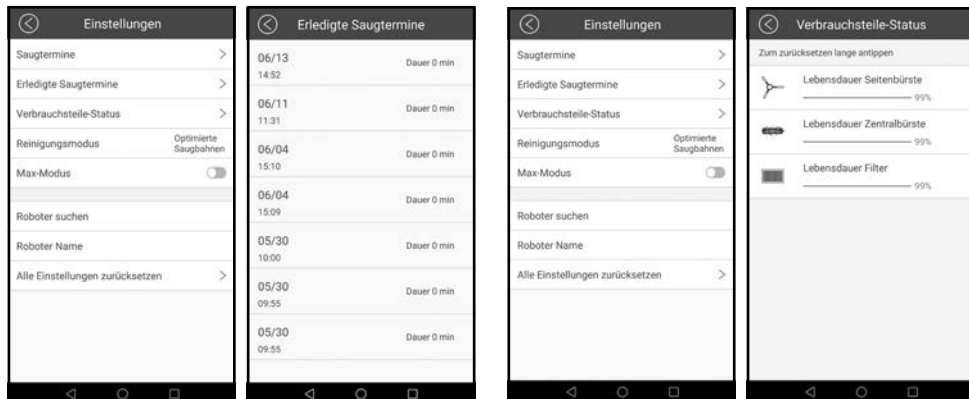 Einstellungen
Saugtermine
Erledigte Saugtermine
Verbrauchsteile-Status
Reinigungsmodus
Optimierte
Saugbahnen
Max-Modus
Roboter suchen
Roboter Name
Alle Einstellungen zurücksetzen
Erledigte Saugtermine
06/13
14:52
Dauer 0 min
06/11
11:31
Dauer 0 min
06/04
15:10
Dauer 0 min
06/04
15:09
Dauer 0 min
05/30
10:00
Dauer 0 min
05/30
09:55
Dauer 0 min
05/30
09:55
Dauer 0 min
Einstellungen
Saugtermine
Erledigte Saugtermine
Verbrauchsteile-Status
Reinigungsmodus
Optimierte
Saugbahnen
Max-Modus
Roboter suchen
Roboter Name
Alle Einstellungen zurücksetzen
Verbrauchsteile-Status
Zum zurücksetzen lange antippen
Lebensdauer Seitenbürste
99%
Lebensdauer Zentralbürste
99%
Lebensdauer Filter
99%